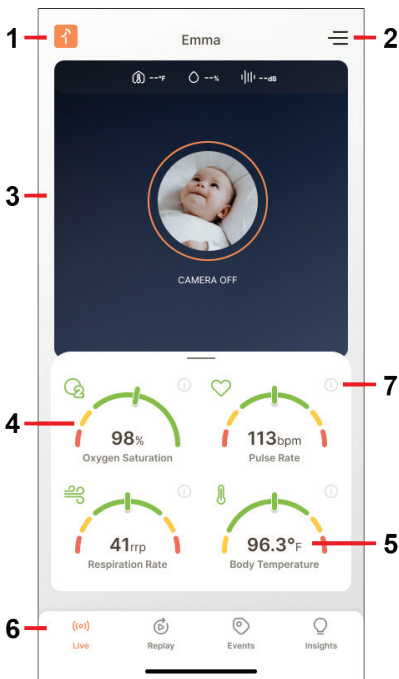 1
Emma
2
--°F --% --dB
3
CAMERA OFF
7
4
98%
Oxygen Saturation
113bpm
Pulse Rate
41rrp
Respiration Rate
96.3°F
Body Temperature
5
6
Live
Replay
Events
Insights